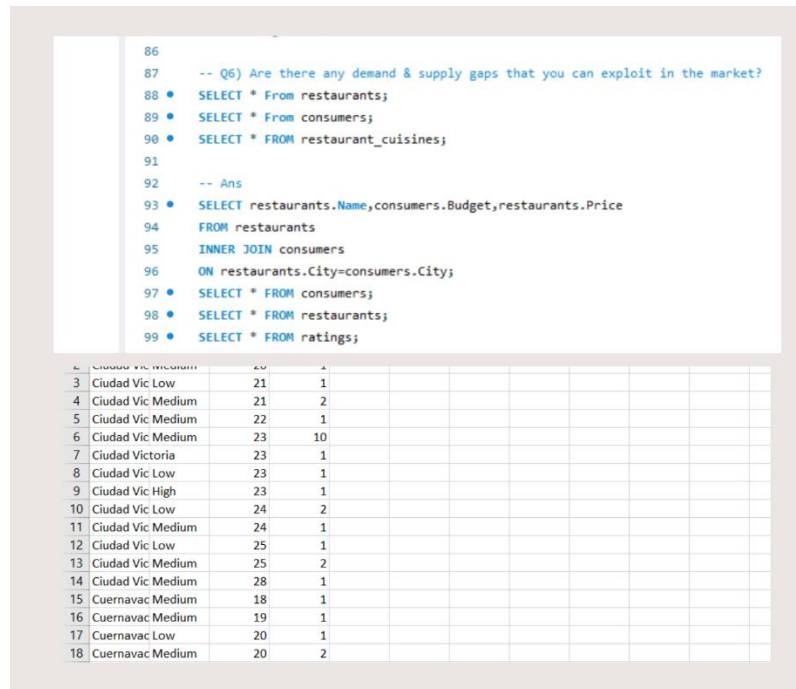 86
87 -- Q6) Are there any demand & supply gaps that you can exploit in the market?
88 SELECT * From restaurants;
89 SELECT * From consumers;
90 SELECT * FROM restaurant_cuisines;
91
92 -- Ans
93 SELECT restaurants.Name,consumers.Budget,restaurants.Price
94 FROM restaurants
95 INNER JOIN consumers
96 ON restaurants.City=consumers.City;
97 SELECT * FROM consumers;
98 SELECT * FROM restaurants;
99 SELECT * FROM ratings;
2 Ciudad Vic Medium 20 1
3 Ciudad Vic Low 21 1
4 Ciudad Vic Medium 21 2
5 Ciudad Vic Medium 22 1
6 Ciudad Vic Medium 23 10
7 Ciudad Victoria 23 1
8 Ciudad Vic Low 23 1
9 Ciudad Vic High 23 1
10 Ciudad Vic Low 24 2
11 Ciudad Vic Medium 24 1
12 Ciudad Vic Low 25 1
13 Ciudad Vic Medium 25 2
14 Ciudad Vic Medium 28 1
15 Cuernavac Medium 18 1
16 Cuernavac Medium 19 1
17 Cuernavac Low 20 1
18 Cuernavac Medium 20 2